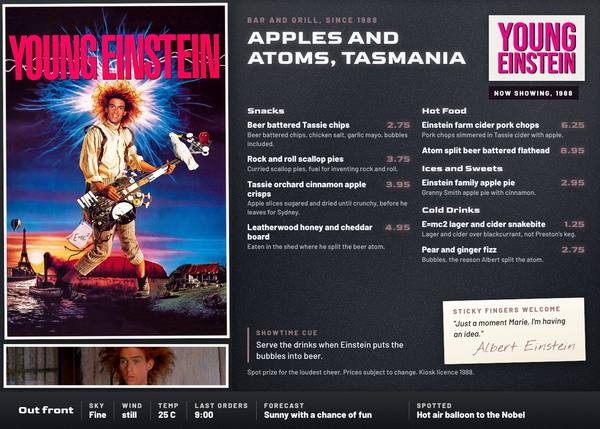 YOUNG EINSTEIN
E=mc²
BAR AND GRILL, SINCE 1988
APPLES AND
ATOMS, TASMANIA
YOUNG
EINSTEIN
NOW SHOWING, 1988
Snacks
Beer battered Tassie chips 2.75
Beer battered chips, chicken salt, garlic mayo, bubbles
included.
Rock and roll scallop pies 3.75
Curried scallop pies, fuel for inventing rock and roll.
Tassie orchard cinnamon apple
crisps 3.95
Apple slices sugared and dried until crunchy, before he
leaves for Sydney.
Leatherwood honey and cheddar
board 4.95
Eaten in the shed where he split the beer atom.
Hot Food
Einstein farm cider pork chops 6.25
Pork chops simmered in Tassie cider with apple.
Atom split beer battered flathead 8.95
Ices and Sweets
Einstein family apple pie 2.95
Granny Smith apple pie with cinnamon.
Cold Drinks
E=mc2 lager and cider snakebite 1.25
Lager and cider over blackcurrant, not Preston's keg.
Pear and ginger fizz 2.75
Bubbles, the reason Albert split the atom.
SHOWTIME CUE
Serve the drinks when Einstein puts the
bubbles into beer.
STICKY FINGERS WELCOME
"Just a moment Marie, I'm having
an idea."
Albert Einstein
Spot prize for the loudest cheer. Prices subject to change. Kiosk licence 1988.
Out front
SKY
Fine
WIND
still
TEMP
25 C
LAST ORDERS
9:00
FORECAST
Sunny with a chance of fun
SPOTTED
Hot air balloon to the Nobel